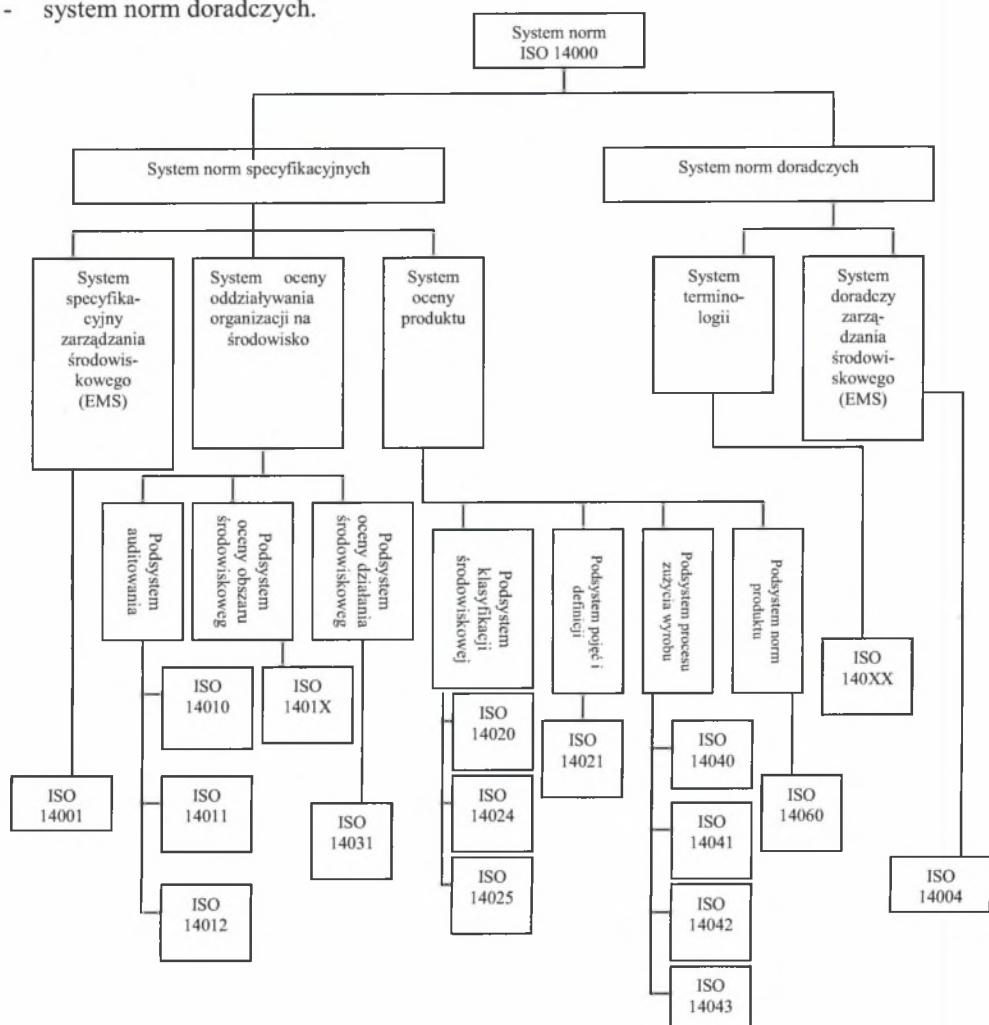 - system norm doradczych.
System norm
ISO 14000
System norm specyfikacyjnych
System norm doradczych
System
specyfika-
cyjny
zarządzania
środowis-
kowego
(EMS)
System oceny
oddziaływania
organizacji na
środowisko
System
oceny
produktu
System
termino-
logii
System
doradczy
zarzą-
dzania
środowi-
skowego
(EMS)
Podsystem
auditowania
Podsystem
oceny obszaru
środowiskoweg
Podsystem
oceny działania
środowiskoweg
Podsystem
klasyfikacji
środowiskowej
Podsystem pojęć i
definicji
Podsystem procesu
zużycia wyrobu
Podsystem norm
produktu
ISO
14001
ISO
14010
ISO
14011
ISO
14012
ISO
1401X
ISO
14031
ISO
14020
ISO
14024
ISO
14025
ISO
14021
ISO
14040
ISO
14041
ISO
14042
ISO
14043
ISO
14060
ISO
140XX
ISO
14004